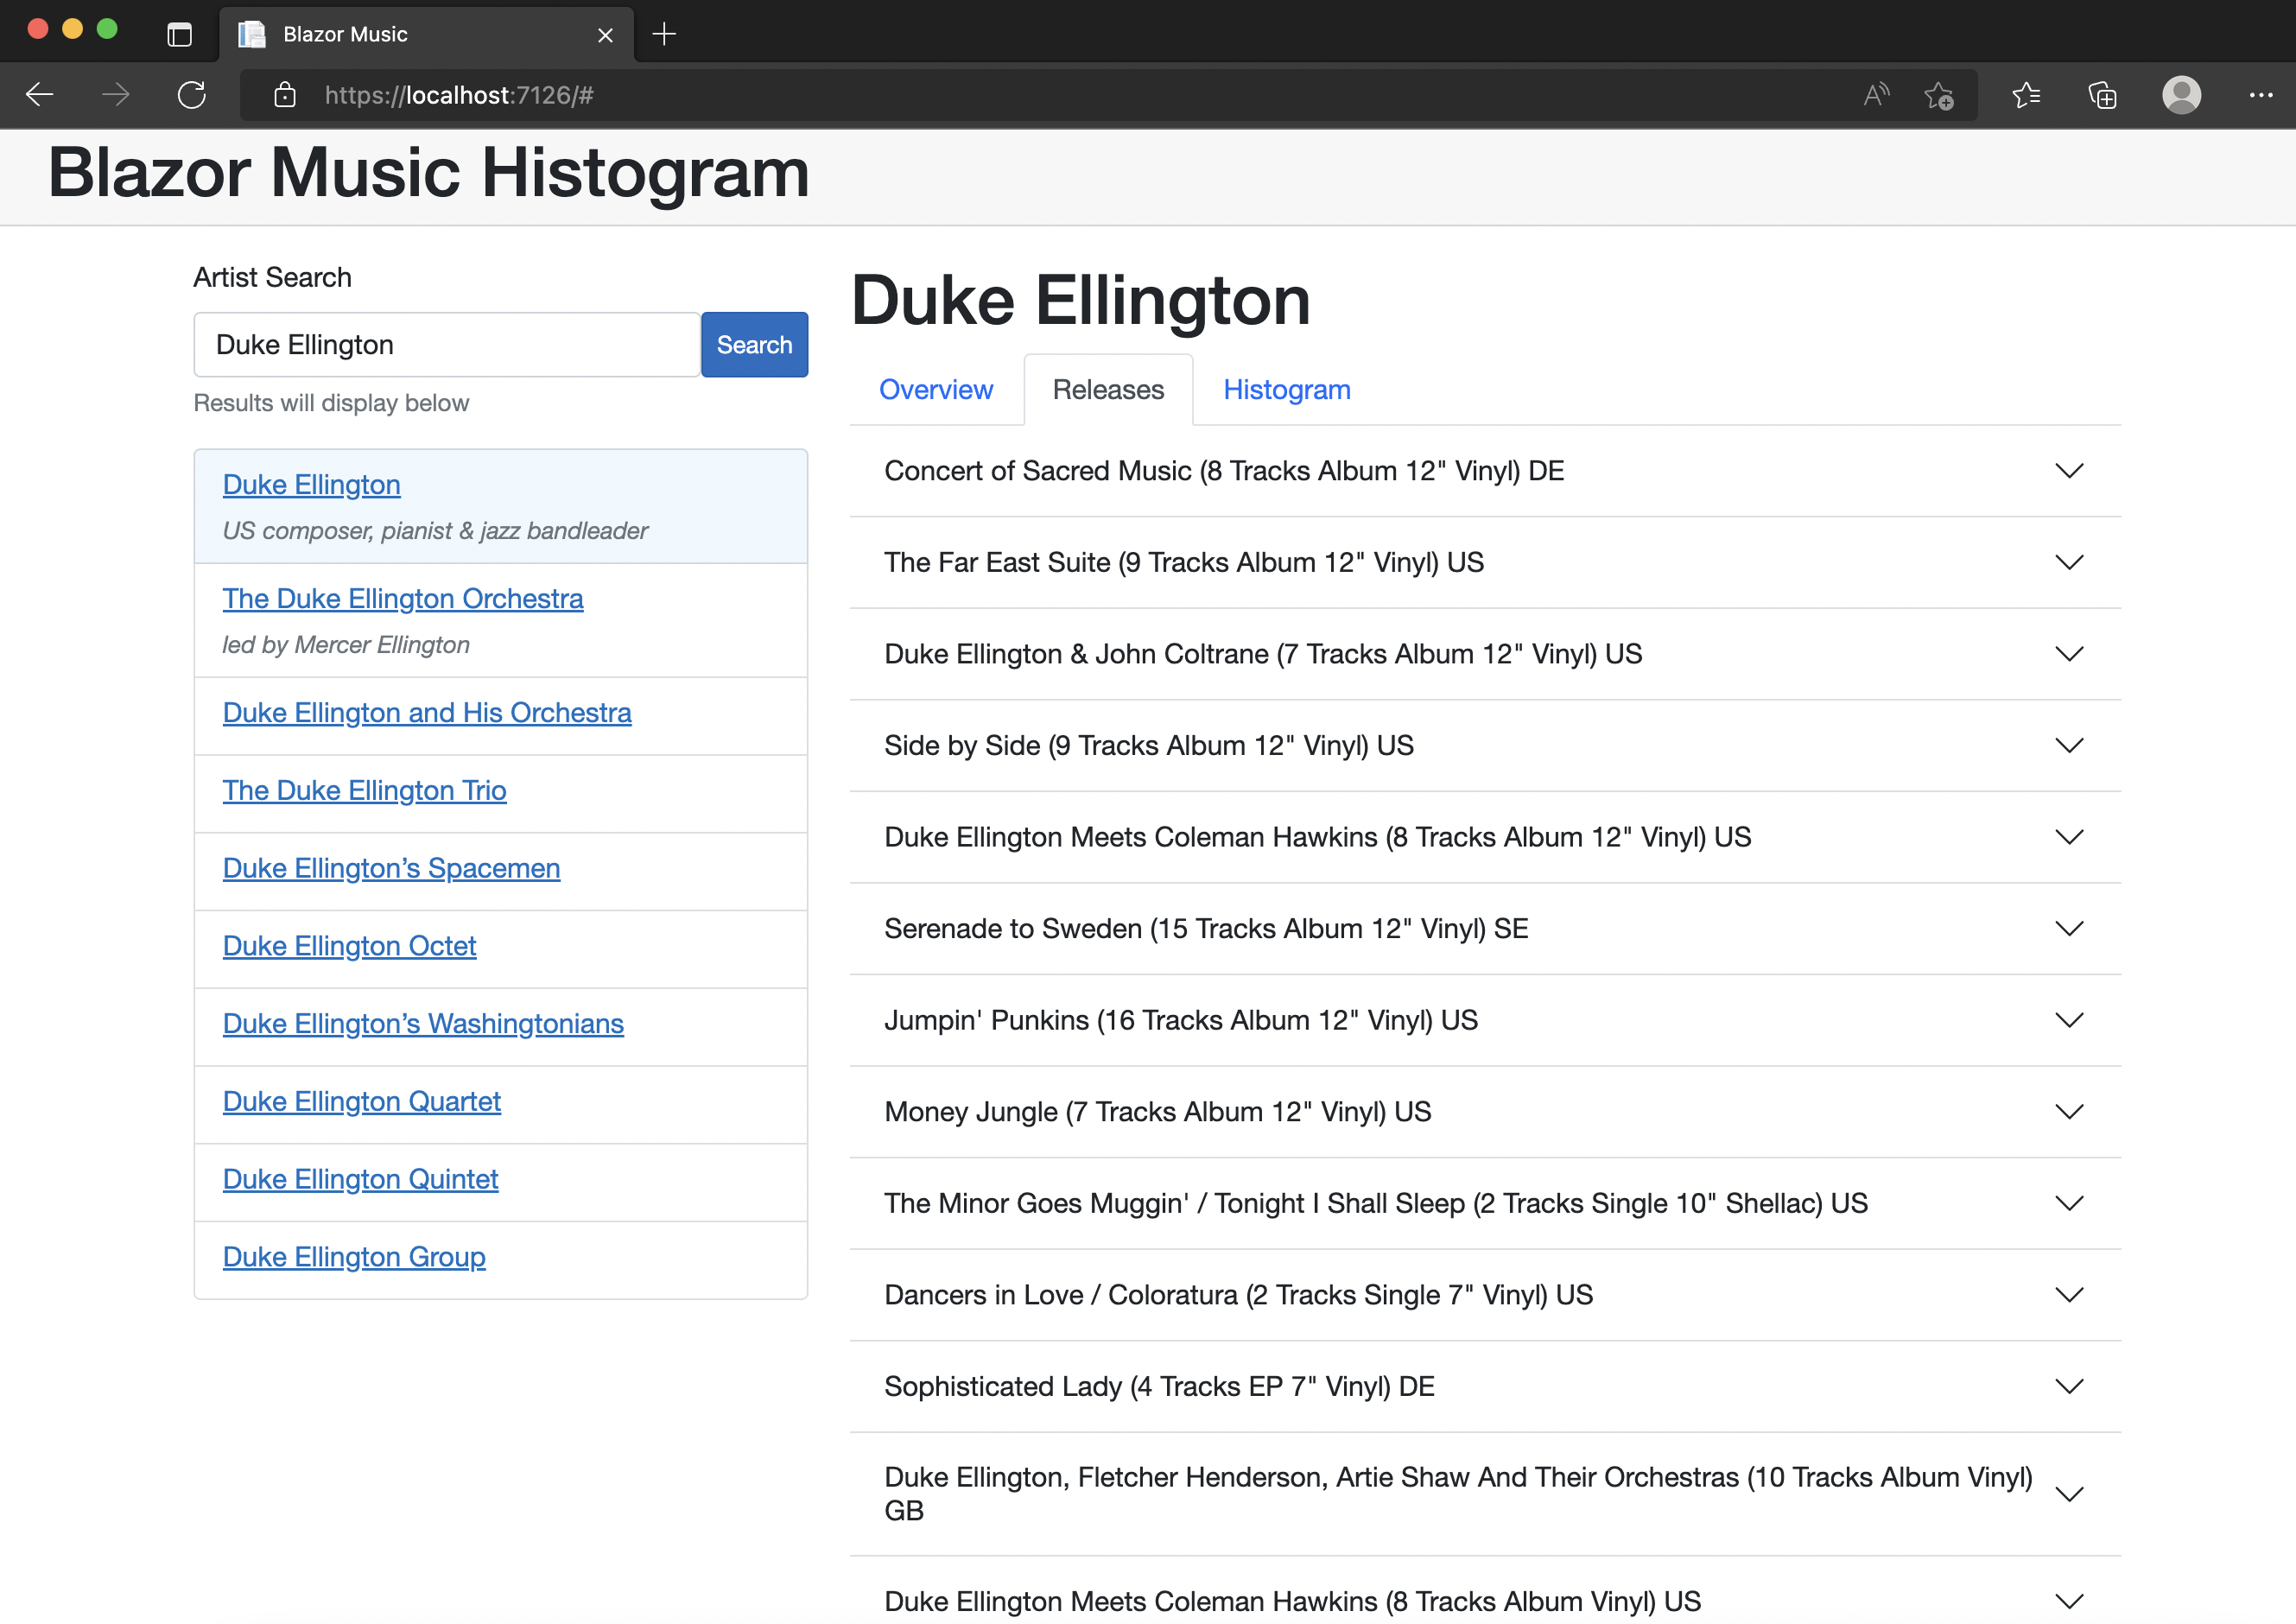 Blazor Music
https://localhost:7126/#
Blazor Music Histogram
Artist Search
Duke Ellington
Search
Results will display below
Duke Ellington
US composer, pianist & jazz bandleader
The Duke Ellington Orchestra
led by Mercer Ellington
Duke Ellington and His Orchestra
The Duke Ellington Trio
Duke Ellington’s Spacemen
Duke Ellington Octet
Duke Ellington’s Washingtonians
Duke Ellington Quartet
Duke Ellington Quintet
Duke Ellington Group
Duke Ellington
Overview
Releases
Histogram
Concert of Sacred Music (8 Tracks Album 12" Vinyl) DE
The Far East Suite (9 Tracks Album 12" Vinyl) US
Duke Ellington & John Coltrane (7 Tracks Album 12" Vinyl) US
Side by Side (9 Tracks Album 12" Vinyl) US
Duke Ellington Meets Coleman Hawkins (8 Tracks Album 12" Vinyl) US
Serenade to Sweden (15 Tracks Album 12" Vinyl) SE
Jumpin' Punkins (16 Tracks Album 12" Vinyl) US
Money Jungle (7 Tracks Album 12" Vinyl) US
The Minor Goes Muggin' / Tonight I Shall Sleep (2 Tracks Single 10" Shellac) US
Dancers in Love / Coloratura (2 Tracks Single 7" Vinyl) US
Sophisticated Lady (4 Tracks EP 7" Vinyl) DE
Duke Ellington, Fletcher Henderson, Artie Shaw And Their Orchestras (10 Tracks Album Vinyl)
GB
Duke Ellington Meets Coleman Hawkins (8 Tracks Album Vinyl) US